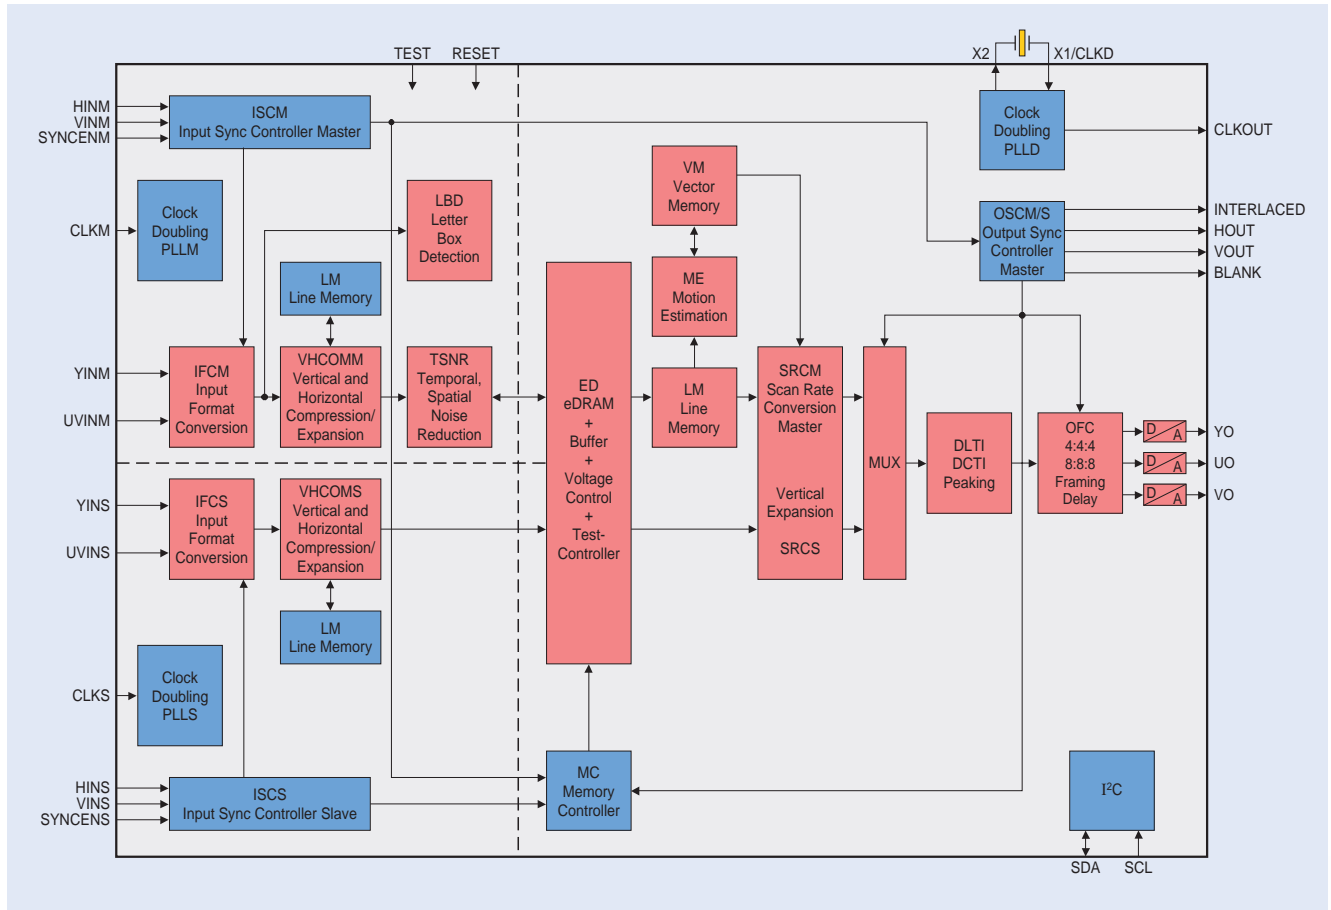 TEST RESET
X2 X1/CLKD
HINM
VINM
SYNCENM
ISCM
Input Sync Controller Master
Clock
Doubling
PLLD
CLKOUT
CLKM
Clock
Doubling
PLLM
LBD
Letter
Box
Detection
LM
Line Memory
VM
Vector
Memory
ME
Motion
Estimation
OSCM/S
Output Sync
Controller
Master
INTERLACED
HOUT
VOUT
BLANK
YINM
UVINM
IFCM
Input
Format
Conversion
VHCOMM
Vertical and
Horizontal
Compression/
Expansion
TSNR
Temporal,
Spatial
Noise
Reduction
ED
eDRAM
+
Buffer
+
Voltage
Control
+
Test-
Controller
LM
Line
Memory
SRCM
Scan Rate
Conversion
Master
Vertical
Expansion
SRCS
MUX
DLTI
DCTI
Peaking
OFC
4:4:4
8:8:8
Framing
Delay
D A YO
D A UO
D A VO
YINS
UVINS
IFCS
Input
Format
Conversion
VHCOMS
Vertical and
Horizontal
Compression/
Expansion
LM
Line Memory
CLKS
Clock
Doubling
PLLS
HINS
VINS
SYNCENS
ISCS
Input Sync Controller Slave
MC
Memory
Controller
I²C
SDA SCL